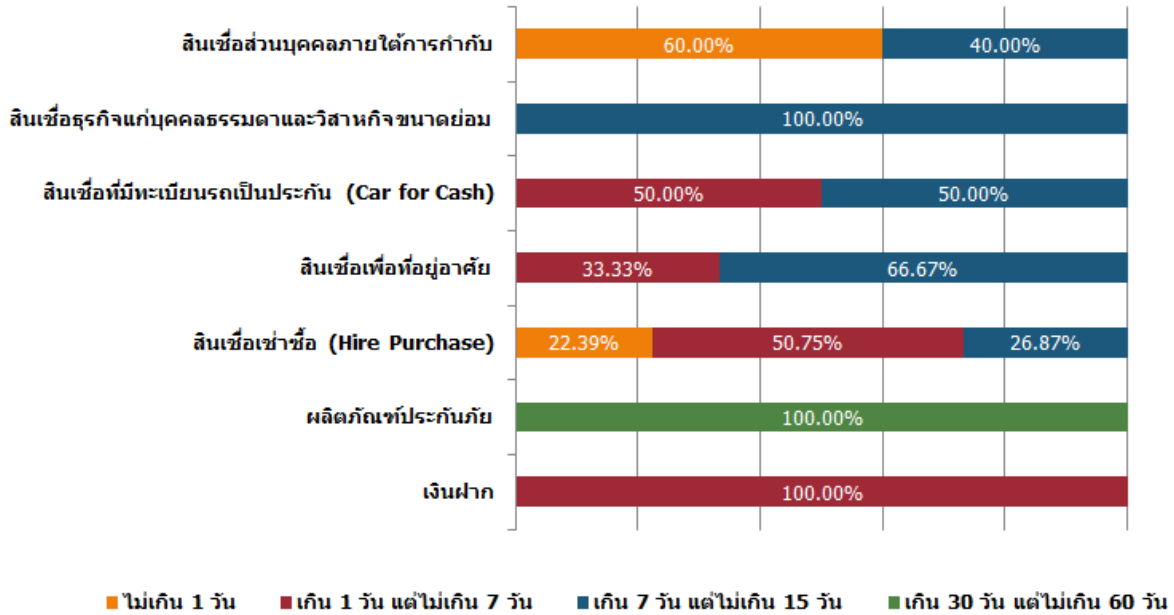 สินเชื่อส่วนบุคคลภายใต้การกำกับ 60.00% 40.00%
สินเชื่อธุรกิจแก่บุคคลธรรมดาและวิสาหกิจขนาดย่อม 100.00%
สินเชื่อที่มีทะเบียนรถเป็นประกัน (Car for Cash) 50.00% 50.00%
สินเชื่อเพื่อที่อยู่อาศัย 33.33% 66.67%
สินเชื่อเช่าซื้อ (Hire Purchase) 22.39% 50.75% 26.87%
ผลิตภัณฑ์ประกันภัย 100.00%
เงินฝาก 100.00%
ไม่เกิน 1 วัน เกิน 1 วัน แต่ไม่เกิน 7 วัน เกิน 7 วัน แต่ไม่เกิน 15 วัน เกิน 30 วัน แต่ไม่เกิน 60 วัน